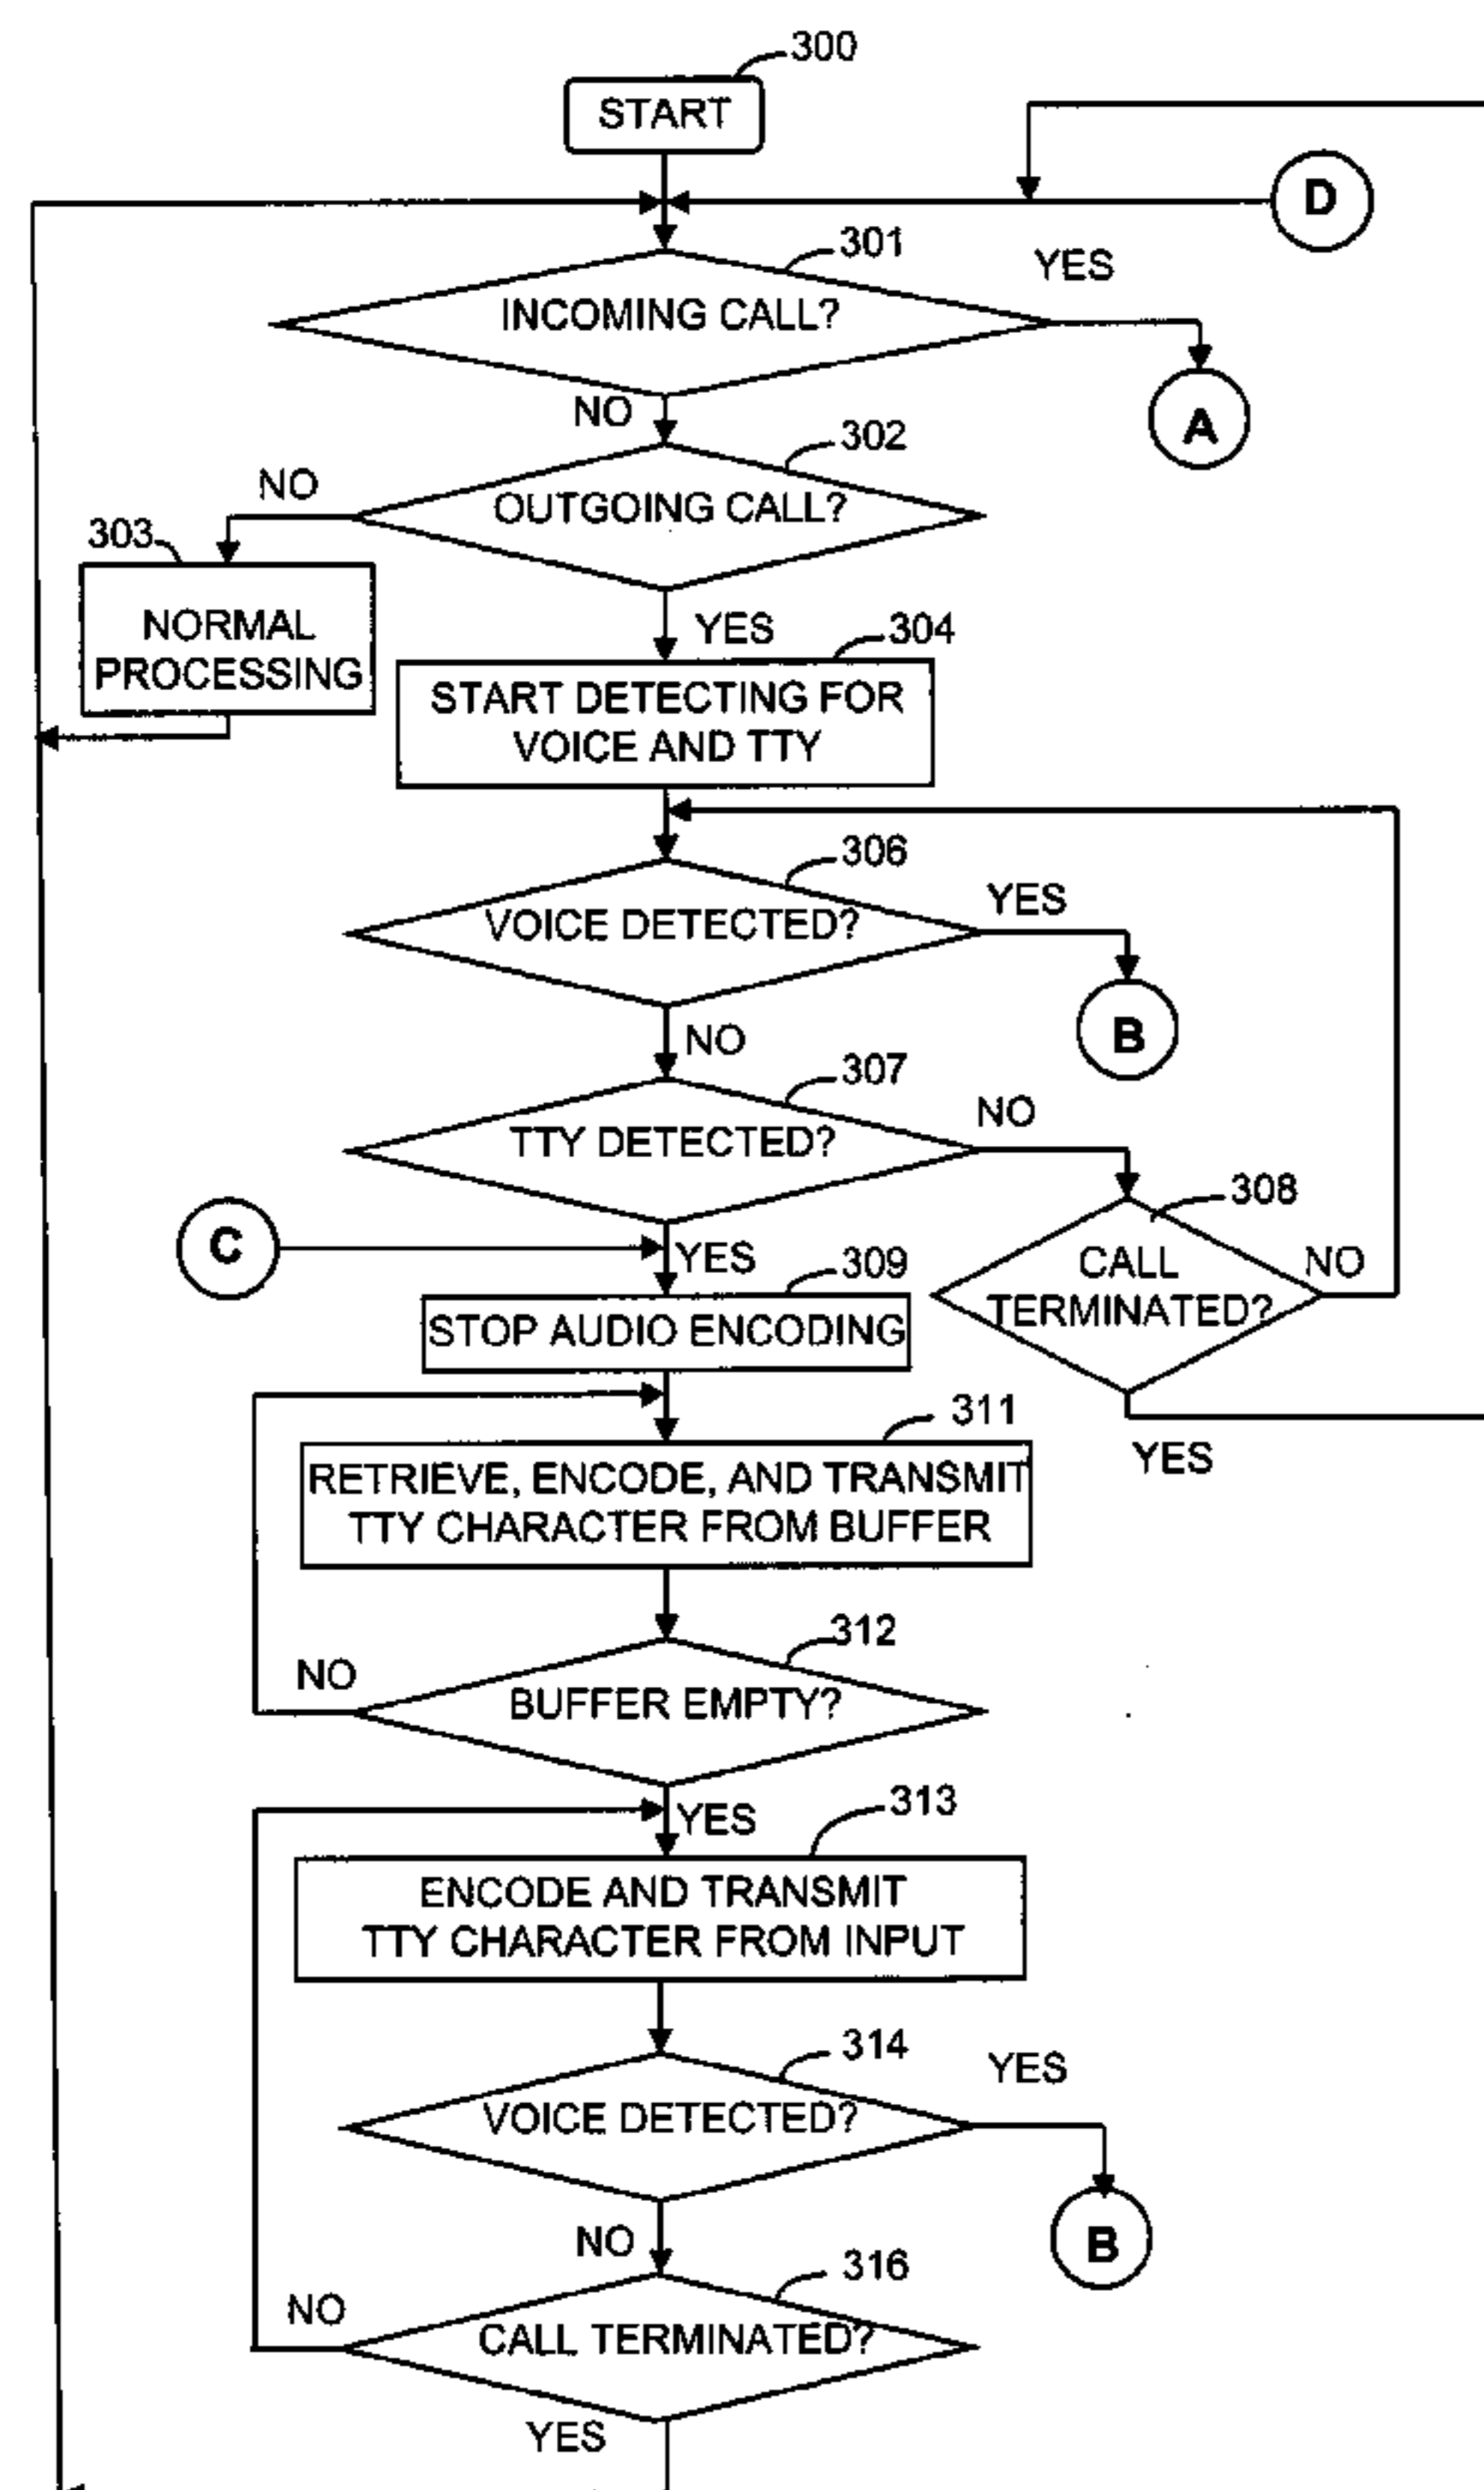 300
START
D
301
YES
INCOMING CALL?
A
NO
302
NO
OUTGOING CALL?
303
NORMAL
PROCESSING
YES
304
START DETECTING FOR
VOICE AND TTY
306
YES
VOICE DETECTED?
B
NO
307
NO
TTY DETECTED?
308
C
YES
CALL
TERMINATED?
NO
309
STOP AUDIO ENCODING
311
YES
RETRIEVE, ENCODE, AND TRANSMIT
TTY CHARACTER FROM BUFFER
312
NO
BUFFER EMPTY?
YES
313
ENCODE AND TRANSMIT
TTY CHARACTER FROM INPUT
314
YES
VOICE DETECTED?
B
NO
316
NO
CALL TERMINATED?
YES